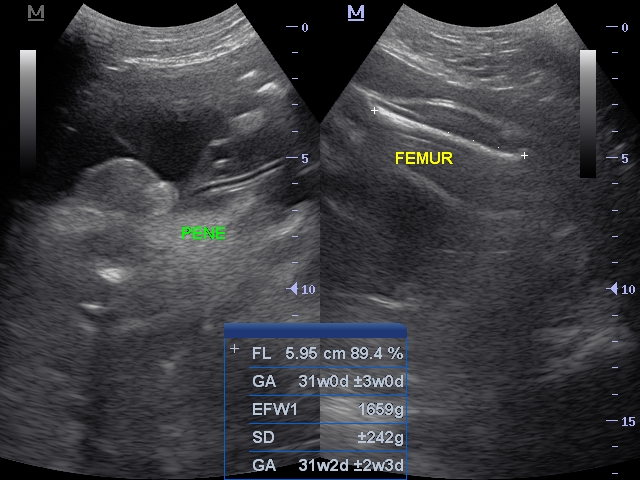 M
0
5
10
PENE
M
0
5
10
15
FEMUR
FL 5.95 cm 89.4 %
GA 31w0d ±3w0d
EFW1 1659g
SD ±242g
GA 31w2d ±2w3d